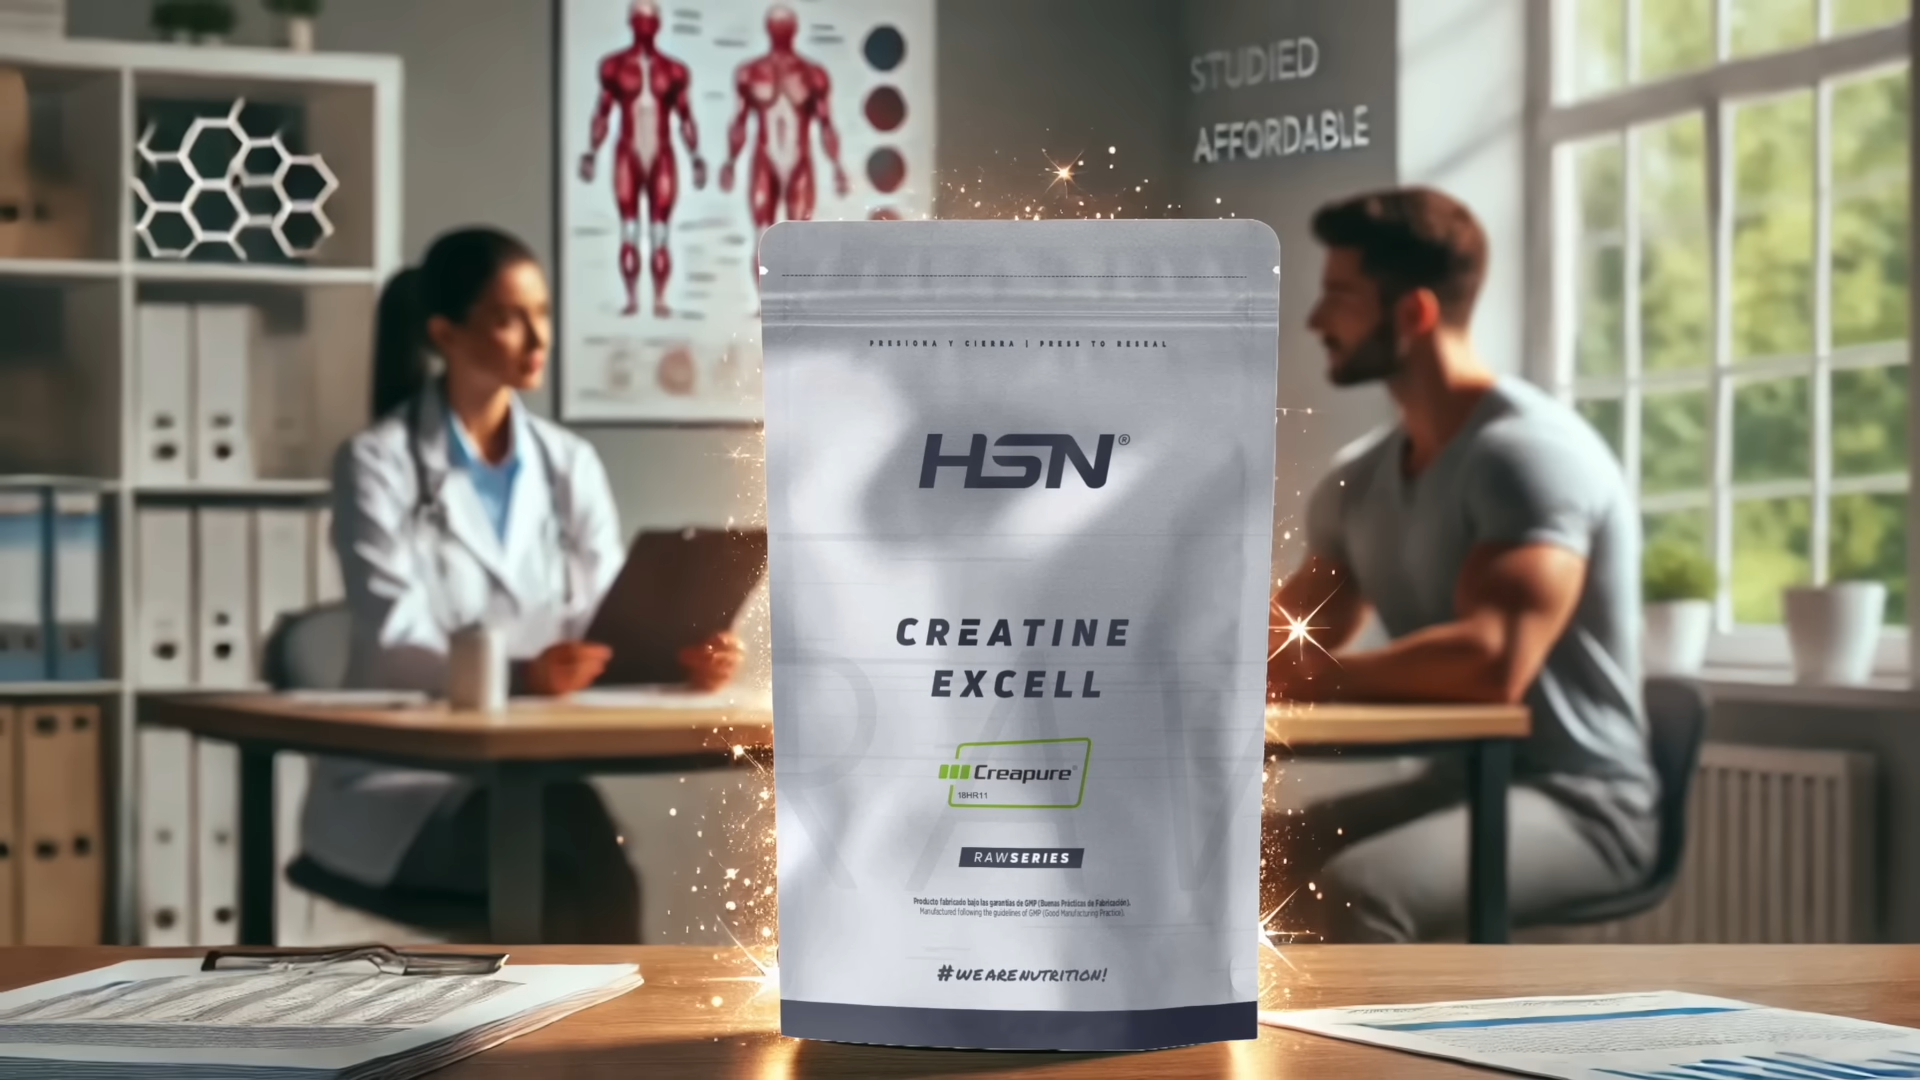 STUDIED
AFFORDABLE
PRESIONA Y CIERRA | PRESS TO RESEAL
HSN®
CREATINE
EXCELL
Creapure®
18HR11
RAWSERIES
RAW
Producto fabricado bajo las garantías de GMP (Buenas Prácticas de Fabricación).
Manufactured following the guidelines of GMP (Good Manufacturing Practice).
#WEARENUTRITION!